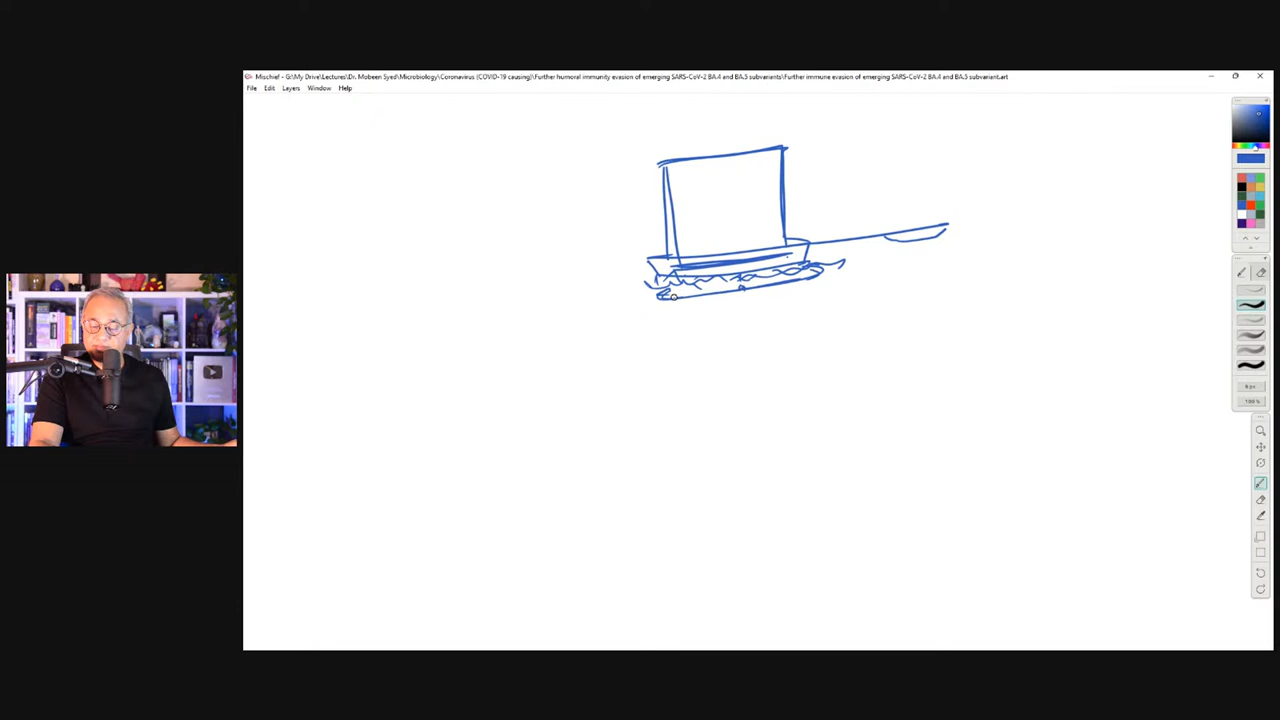 Mischief - G:\My Drive\Lectures\Dr. Mobeen Syed\Microbiology\Coronavirus (COVID-19 causing)\Further humoral immunity evasion of emerging SARS-CoV-2 BA.4 and BA.5 subvariants\Further immune evasion of emerging SARS-CoV-2 BA.4 and BA.5 subvariant.art
File Edit Layers Window Help
100 %